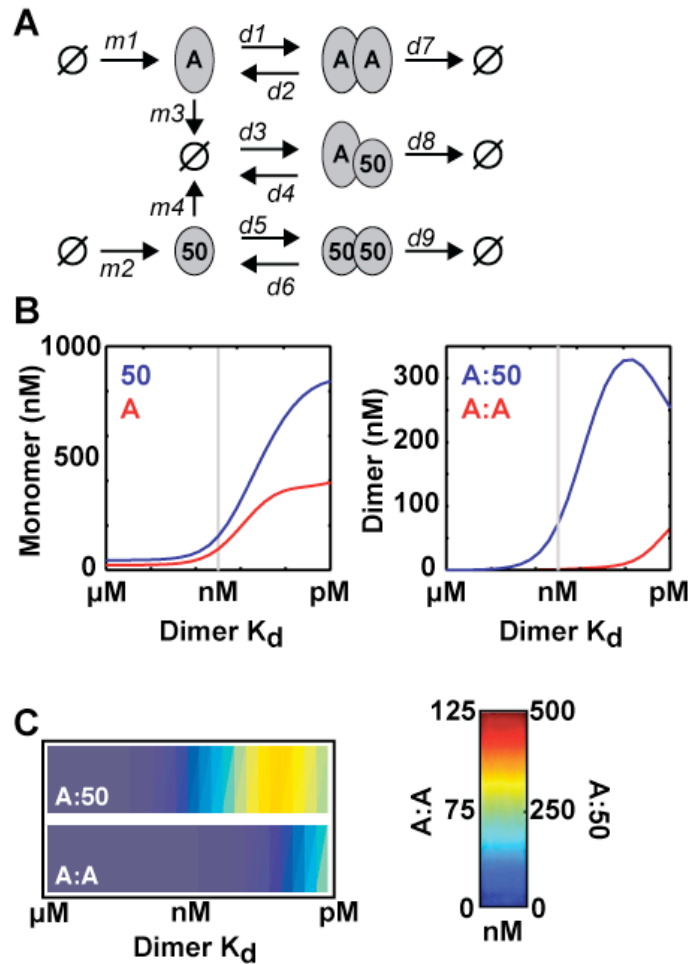 A
∅ m1 A d1 d2 A A d7 ∅
m3 ∅ d3 d4 A 50 d8 ∅
m4
∅ m2 50 d5 d6 50 50 d9 ∅
B
1000
500
0
50
A
Monomer (nM)
µM nM pM
Dimer Kd
300
200
100
0
A:50
A:A
Dimer (nM)
µM nM pM
Dimer Kd
C
A:50
A:A
µM nM pM
Dimer Kd
125 500
75 250
0 0
A:A
A:50
nM